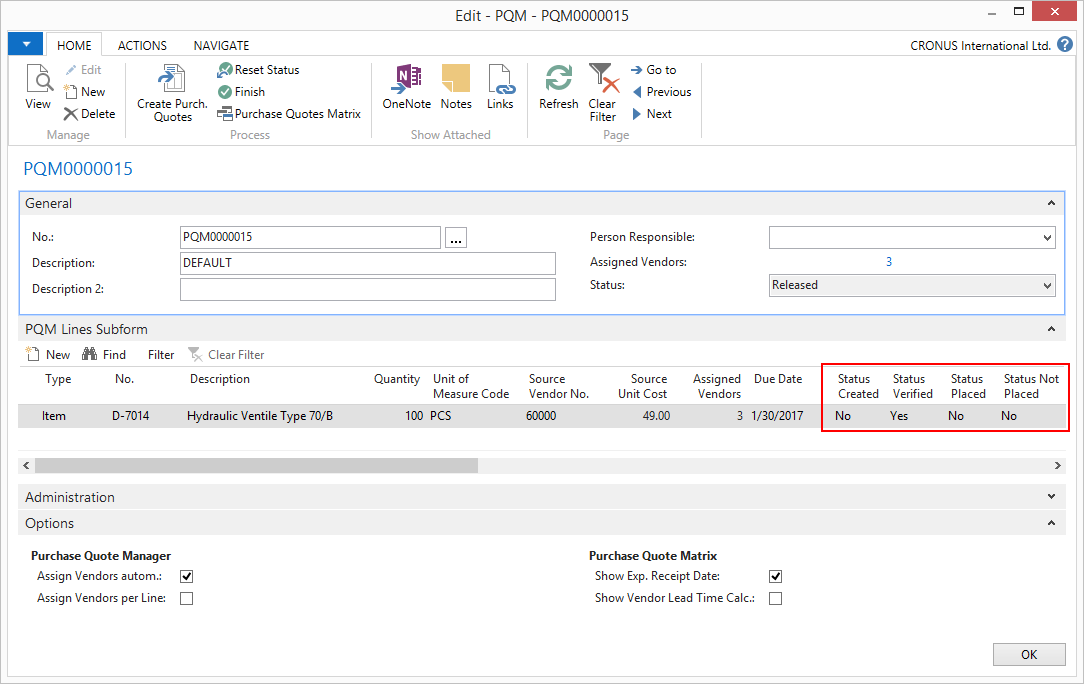 Edit - PQM - PQM0000015
HOME ACTIONS NAVIGATE CRONUS International Ltd. ?
View
Edit
New
Delete
Manage
Create Purch. Quotes
Reset Status
Finish
Purchase Quotes Matrix
Process
OneNote
Notes
Links
Show Attached
Refresh
Clear Filter
Go to
Previous
Next
Page
PQM0000015
General
No.: PQM0000015 ...
Description: DEFAULT
Description 2:
Person Responsible:
Assigned Vendors: 3
Status: Released
PQM Lines Subform
New Find Filter Clear Filter
Type No. Description Quantity Unit of Measure Code Source Vendor No. Source Unit Cost Assigned Vendors Due Date Status Created Status Verified Status Placed Status Not Placed
Item D-7014 Hydraulic Ventile Type 70/B 100 PCS 60000 49.00 3 1/30/2017 No Yes No No
Administration
Options
Purchase Quote Manager
Assign Vendors autom.:
Assign Vendors per Line:
Purchase Quote Matrix
Show Exp. Receipt Date:
Show Vendor Lead Time Calc.:
OK